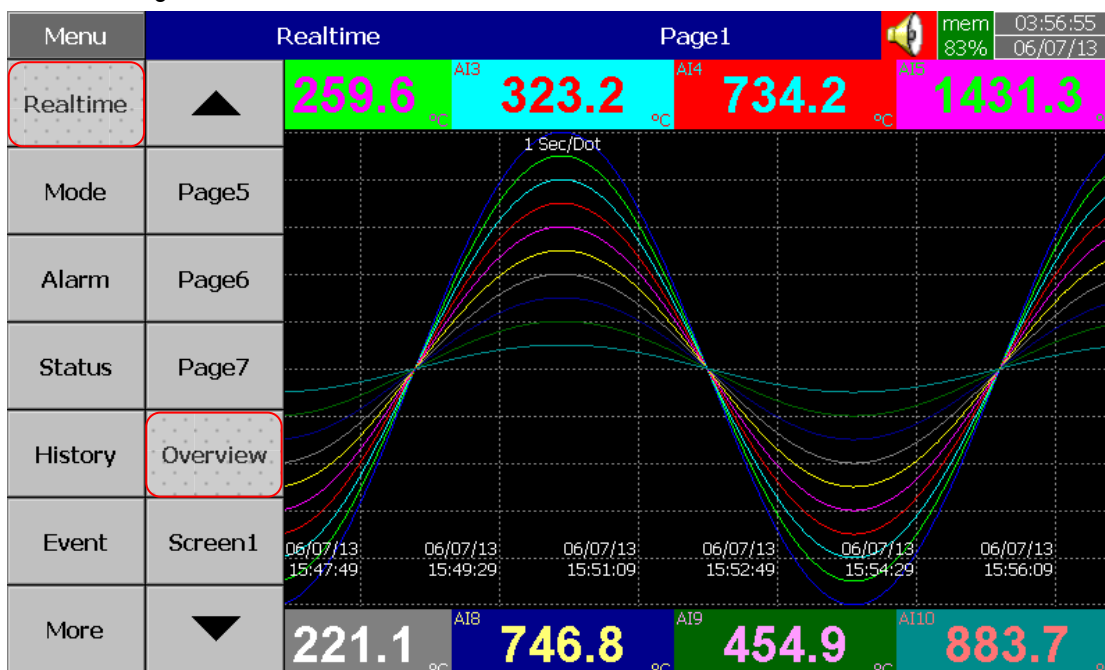 Menu
Realtime
Page1
mem
83%
03:56:55
06/07/13
Realtime
Mode
Alarm
Status
History
Event
More
Page5
Page6
Page7
Overview
Screen1
259.6 °C
AI3 323.2 °C
AI4 734.2 °C
AI5 1431.3
1 Sec/Dot
06/07/13 06/07/13 06/07/13 06/07/13 06/07/13 06/07/13
15:47:49 15:49:29 15:51:09 15:52:49 15:54:29 15:56:09
221.1 °C
AI8 746.8 °C
AI9 454.9 °C
AI10 883.7